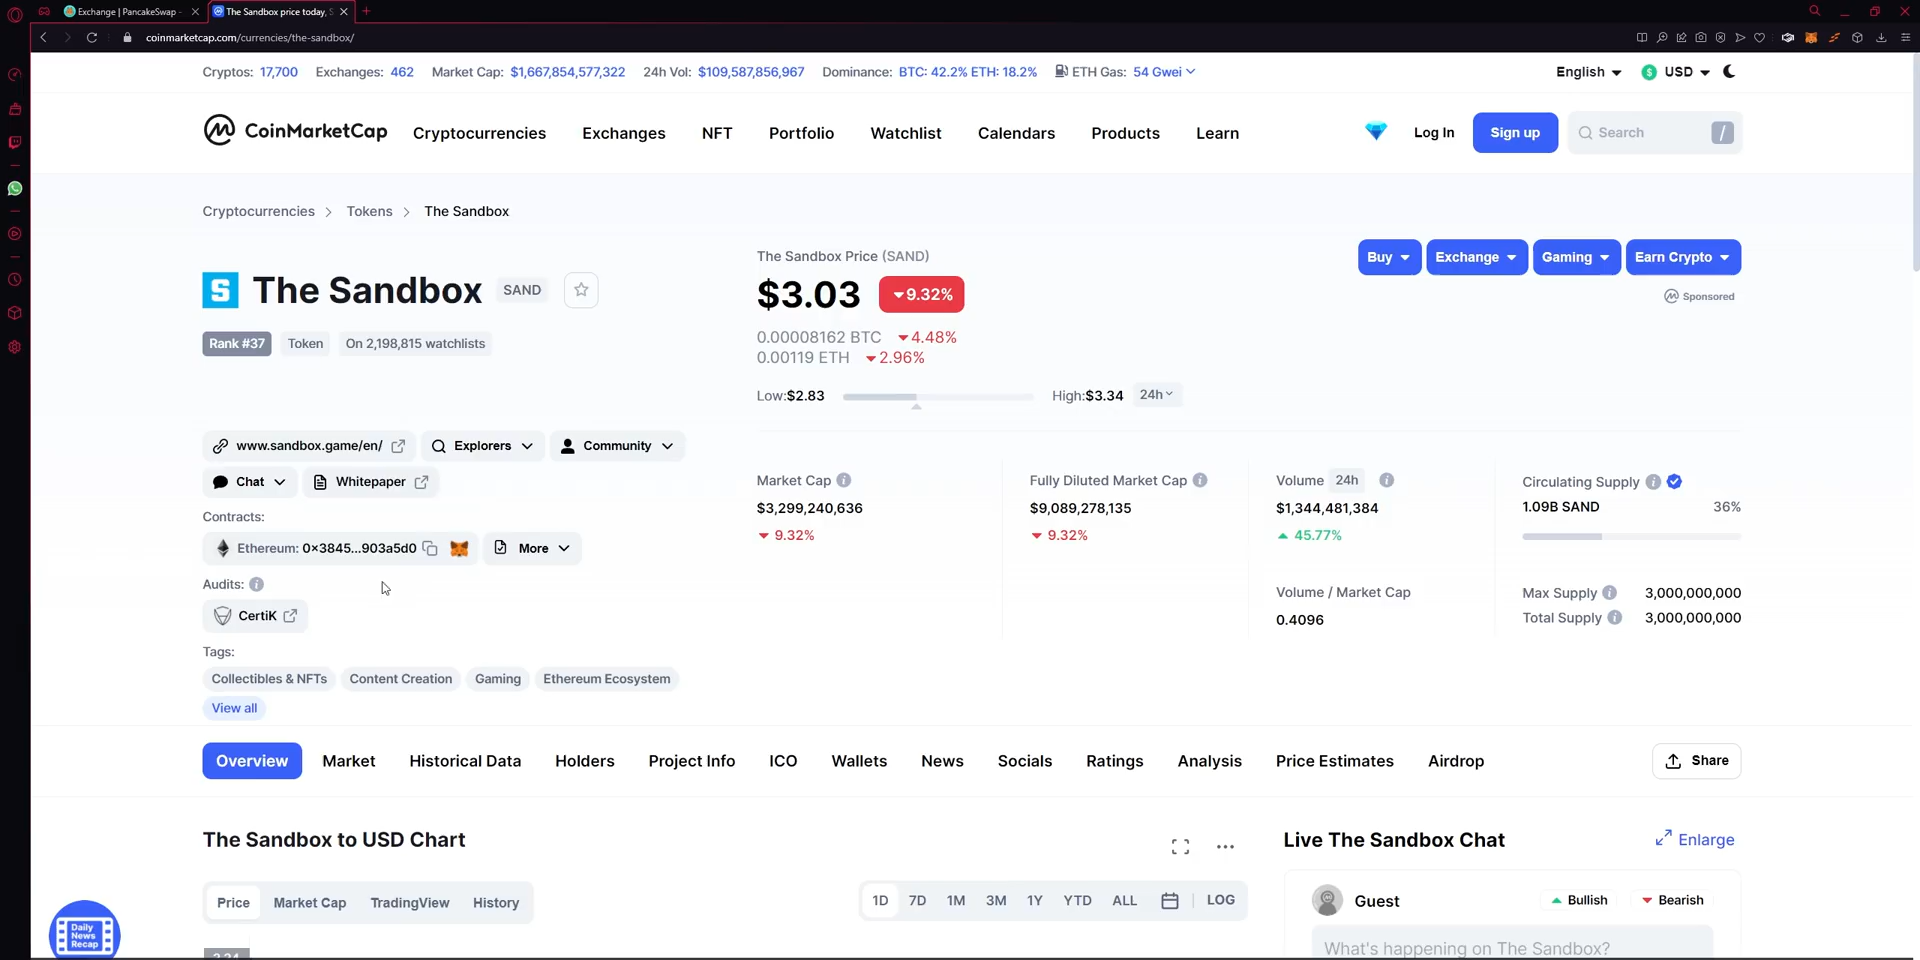 Exchange | PancakeSwap -
The Sandbox price today, S
coinmarketcap.com/currencies/the-sandbox/
Cryptos: 17,700 Exchanges: 462 Market Cap: $1,667,854,577,322 24h Vol: $109,587,856,967 Dominance: BTC: 42.2% ETH: 18.2% ETH Gas: 54 Gwei
English $ USD
CoinMarketCap Cryptocurrencies Exchanges NFT Portfolio Watchlist Calendars Products Learn
Log In Sign up Search /
Cryptocurrencies > Tokens > The Sandbox
S The Sandbox SAND
Rank #37 Token On 2,198,815 watchlists
The Sandbox Price (SAND)
$3.03 9.32%
0.00008162 BTC 4.48%
0.00119 ETH 2.96%
Low:$2.83 High:$3.34 24h
Buy Exchange Gaming Earn Crypto
Sponsored
www.sandbox.game/en/ Explorers Community
Chat Whitepaper
Contracts:
Ethereum: 0x3845...903a5d0 More
Audits:
CertiK
Tags:
Collectibles & NFTs Content Creation Gaming Ethereum Ecosystem
View all
Market Cap
$3,299,240,636
9.32%
Fully Diluted Market Cap
$9,089,278,135
9.32%
Volume 24h
$1,344,481,384
45.77%
Volume / Market Cap
0.4096
Circulating Supply
1.09B SAND 36%
Max Supply 3,000,000,000
Total Supply 3,000,000,000
Overview Market Historical Data Holders Project Info ICO Wallets News Socials Ratings Analysis Price Estimates Airdrop Share
The Sandbox to USD Chart
Price Market Cap TradingView History
1D 7D 1M 3M 1Y YTD ALL LOG
Live The Sandbox Chat Enlarge
Guest Bullish Bearish
What's happening on The Sandbox?
Daily
News
Recap